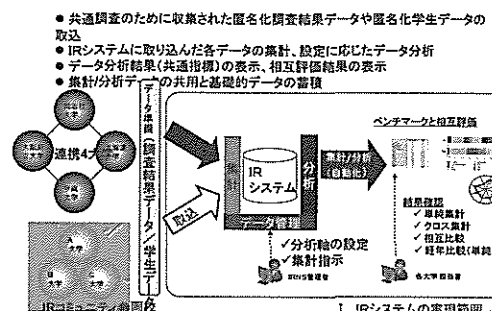 ● 共通調査のために収集された匿名化調査結果データや匿名化学生データの
取込
● IRシステムに取り込んだ各データの集計、設定に応じたデータ分析
● データ分析結果(共通指標)の表示、相互評価結果の表示
● 集計/分析データの共用と基礎的データの蓄積
連携4大
データ準備(調査結果データ/学生データ
取込
集計
IR
システム
分析
データ管理
集計/分析
(自動化)
ベンチマークと相互評価
結果確認
✓ 単純集計
✓ クロス集計
✓ 相互比較
✓ 経年比較(単純
✓分析軸の設定
✓集計指示
A
大学
B
大学
C
大学
IRコミュニティ参画校
IRシステムの実現範囲